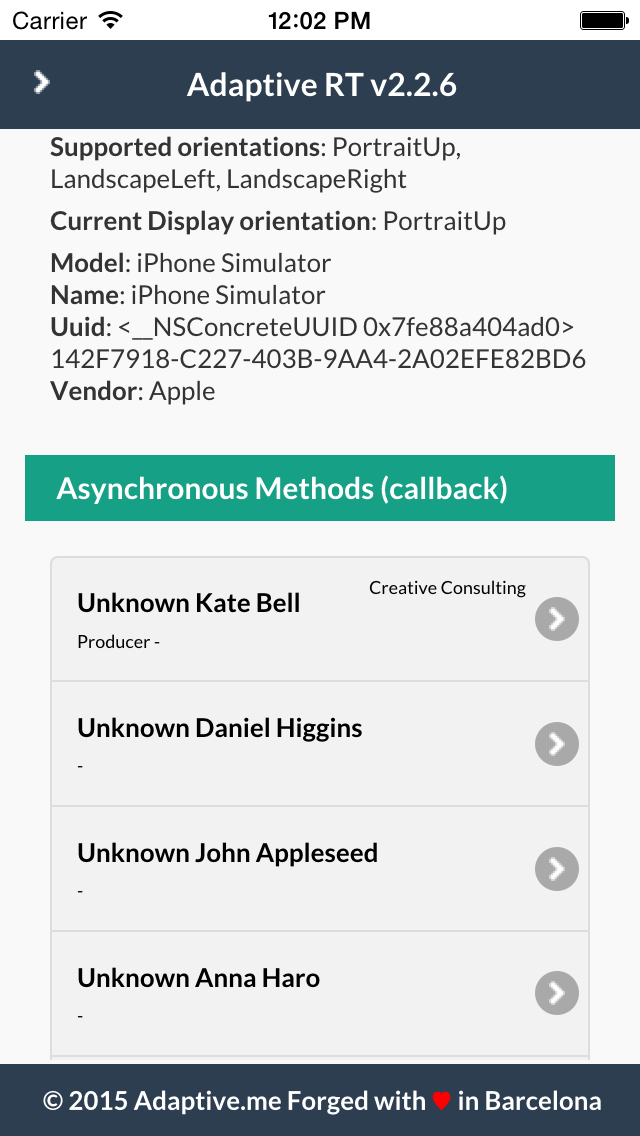 Carrier 12:02 PM
Adaptive RT v2.2.6
Supported orientations: PortraitUp,
LandscapeLeft, LandscapeRight
Current Display orientation: PortraitUp
Model: iPhone Simulator
Name: iPhone Simulator
Uuid: <__NSConcreteUUID 0x7fe88a404ad0>
142F7918-C227-403B-9AA4-2A02EFE82BD6
Vendor: Apple
Asynchronous Methods (callback)
Creative Consulting
Unknown Kate Bell
Producer -
Unknown Daniel Higgins
-
Unknown John Appleseed
-
Unknown Anna Haro
-
© 2015 Adaptive.me Forged with ♥ in Barcelona